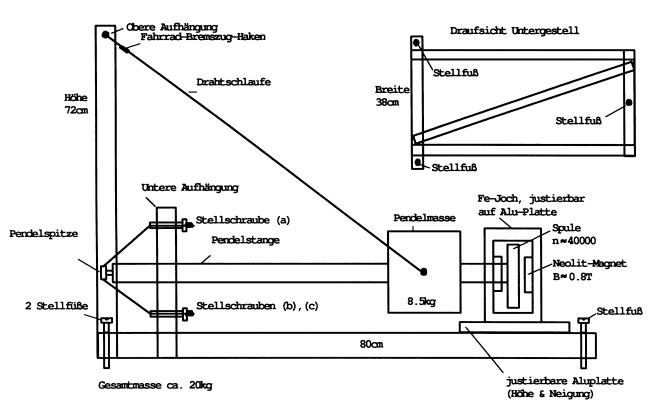 Obere Aufhängung
Fahrrad-Bremszug-Haken
Draufsicht Untergestell
Stellfuß
Drahtschlaufe
Höhe
72cm
Breite
38cm
Stellfuß
Stellfuß
Untere Aufhängung
Fe-Joch, justierbar
auf Alu-Platte
Stellschraube (a)
Pendelmasse
Spule
n≈40000
Pendelspitze
Pendelstange
Neolit-Magnet
B≈0.8T
2 Stellfüße
Stellschrauben (b),(c)
8.5kg
Stellfuß
80cm
Gesamtmasse ca. 20kg
justierbare Aluplatte
(Höhe & Neigung)